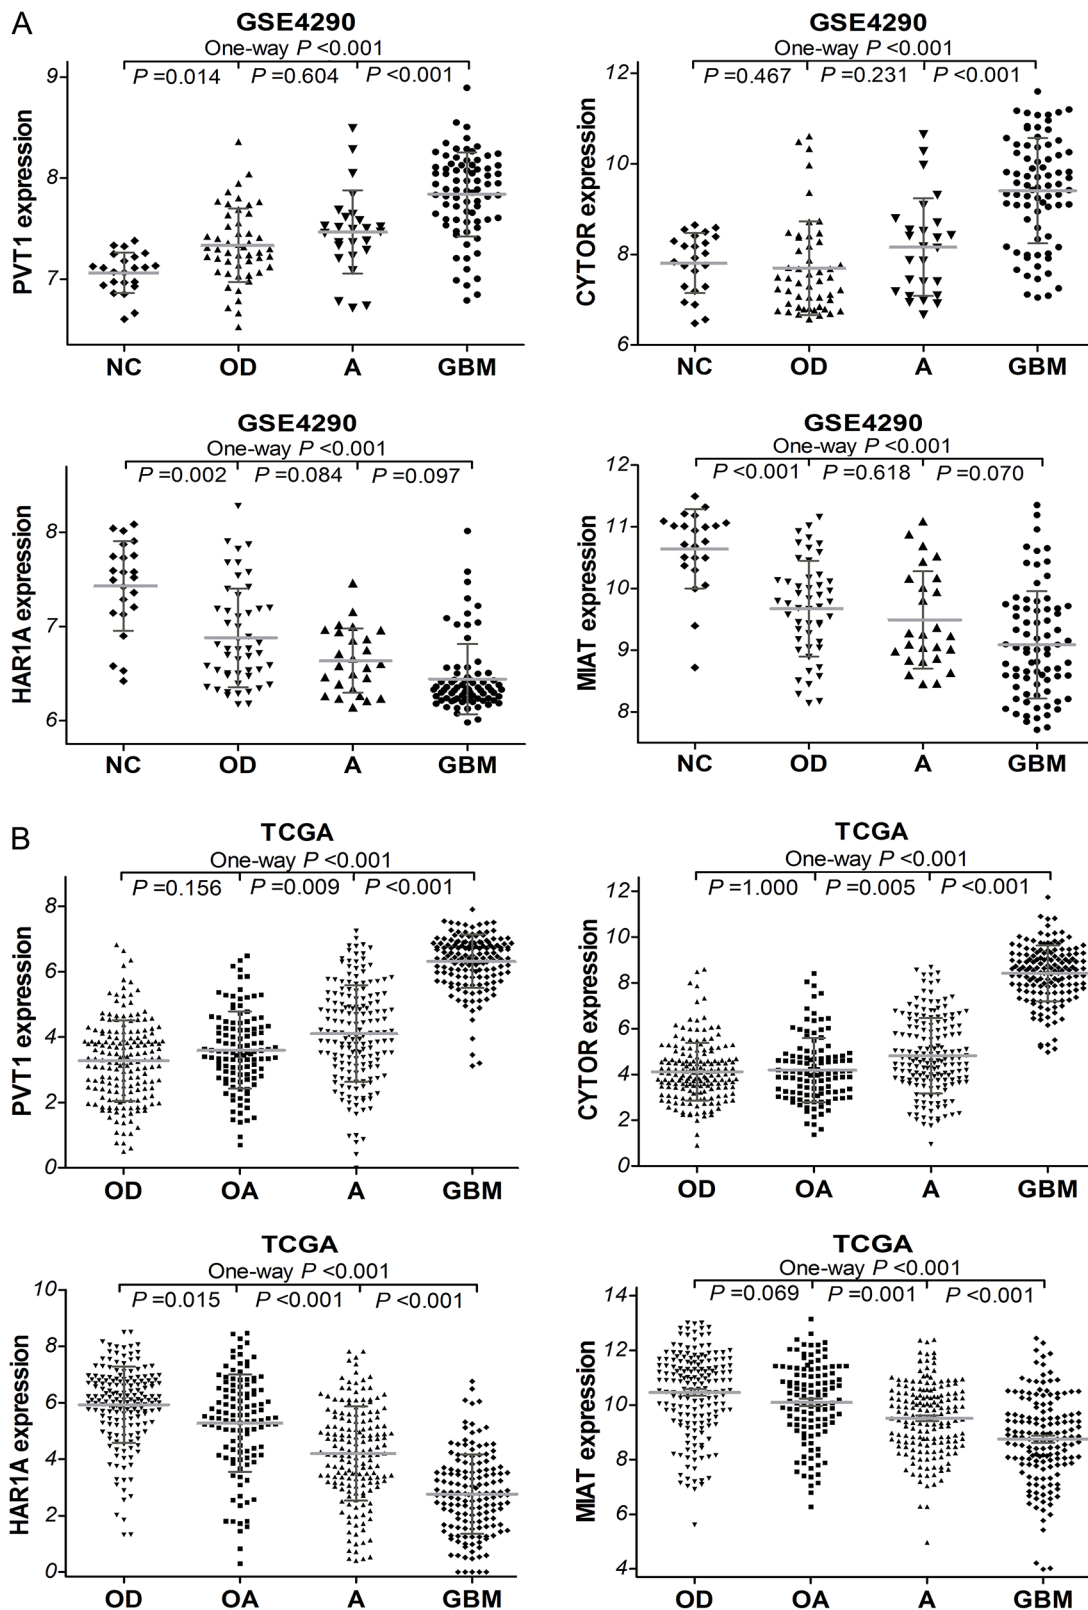 A
GSE4290
One-way P <0.001
P =0.014 P =0.604 P <0.001
PVT1 expression
9
8
7
NC OD A GBM
GSE4290
One-way P <0.001
P =0.467 P =0.231 P <0.001
CYTOR expression
12
10
8
6
NC OD A GBM
GSE4290
One-way P <0.001
P =0.002 P =0.084 P =0.097
HAR1A expression
8
7
6
NC OD A GBM
GSE4290
One-way P <0.001
P <0.001 P =0.618 P =0.070
MIAT expression
12
11
10
9
8
NC OD A GBM
B
TCGA
One-way P <0.001
P =0.156 P =0.009 P <0.001
PVT1 expression
8
6
4
2
0
OD OA A GBM
TCGA
One-way P <0.001
P =1.000 P =0.005 P <0.001
CYTOR expression
12
10
8
6
4
2
0
OD OA A GBM
TCGA
One-way P <0.001
P =0.015 P <0.001 P <0.001
HAR1A expression
10
8
6
4
2
0
OD OA A GBM
TCGA
One-way P <0.001
P =0.069 P =0.001 P <0.001
MIAT expression
14
12
10
8
6
4
OD OA A GBM